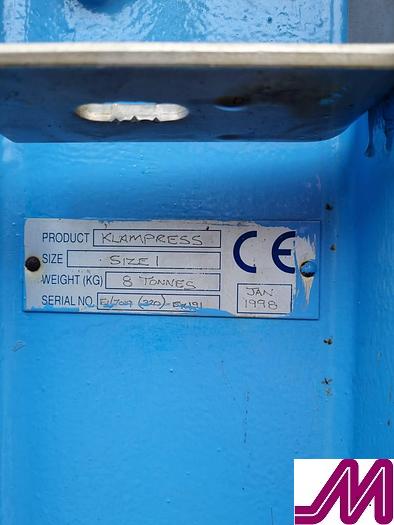 PRODUCT KLAMPRESS
SIZE SIZE 1
WEIGHT (KG) 8 TONNES
SERIAL NO.
CE
JAN
1998
M